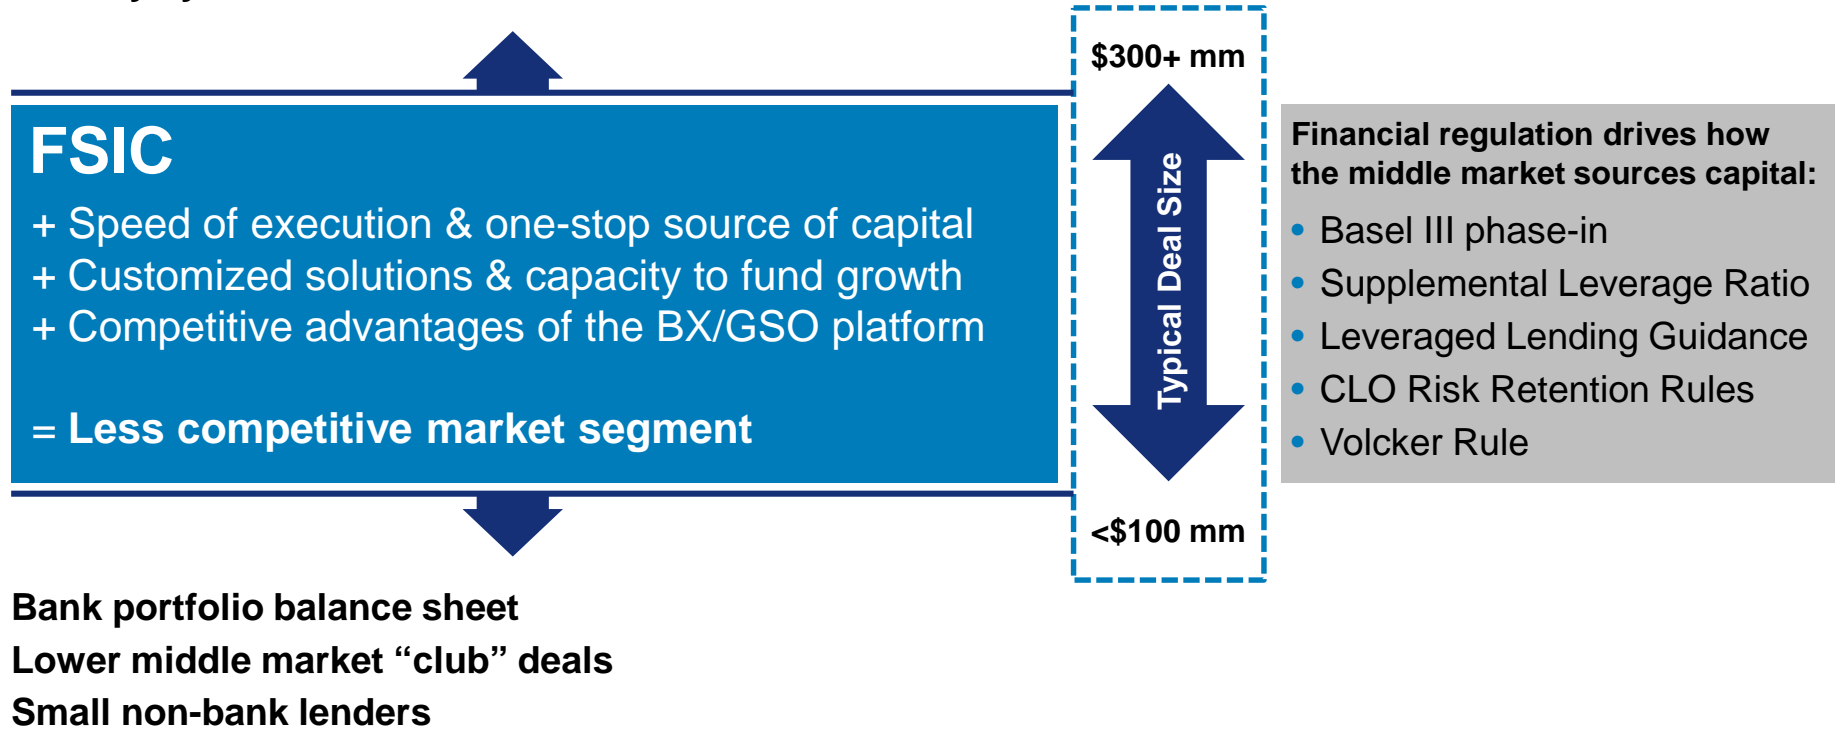 $300+ mm
FSIC
+ Speed of execution & one-stop source of capital
+ Customized solutions & capacity to fund growth
+ Competitive advantages of the BX/GSO platform
= Less competitive market segment
Typical Deal Size
<$100 mm
Financial regulation drives how
the middle market sources capital:
• Basel III phase-in
• Supplemental Leverage Ratio
• Leveraged Lending Guidance
• CLO Risk Retention Rules
• Volcker Rule
Bank portfolio balance sheet
Lower middle market “club” deals
Small non-bank lenders